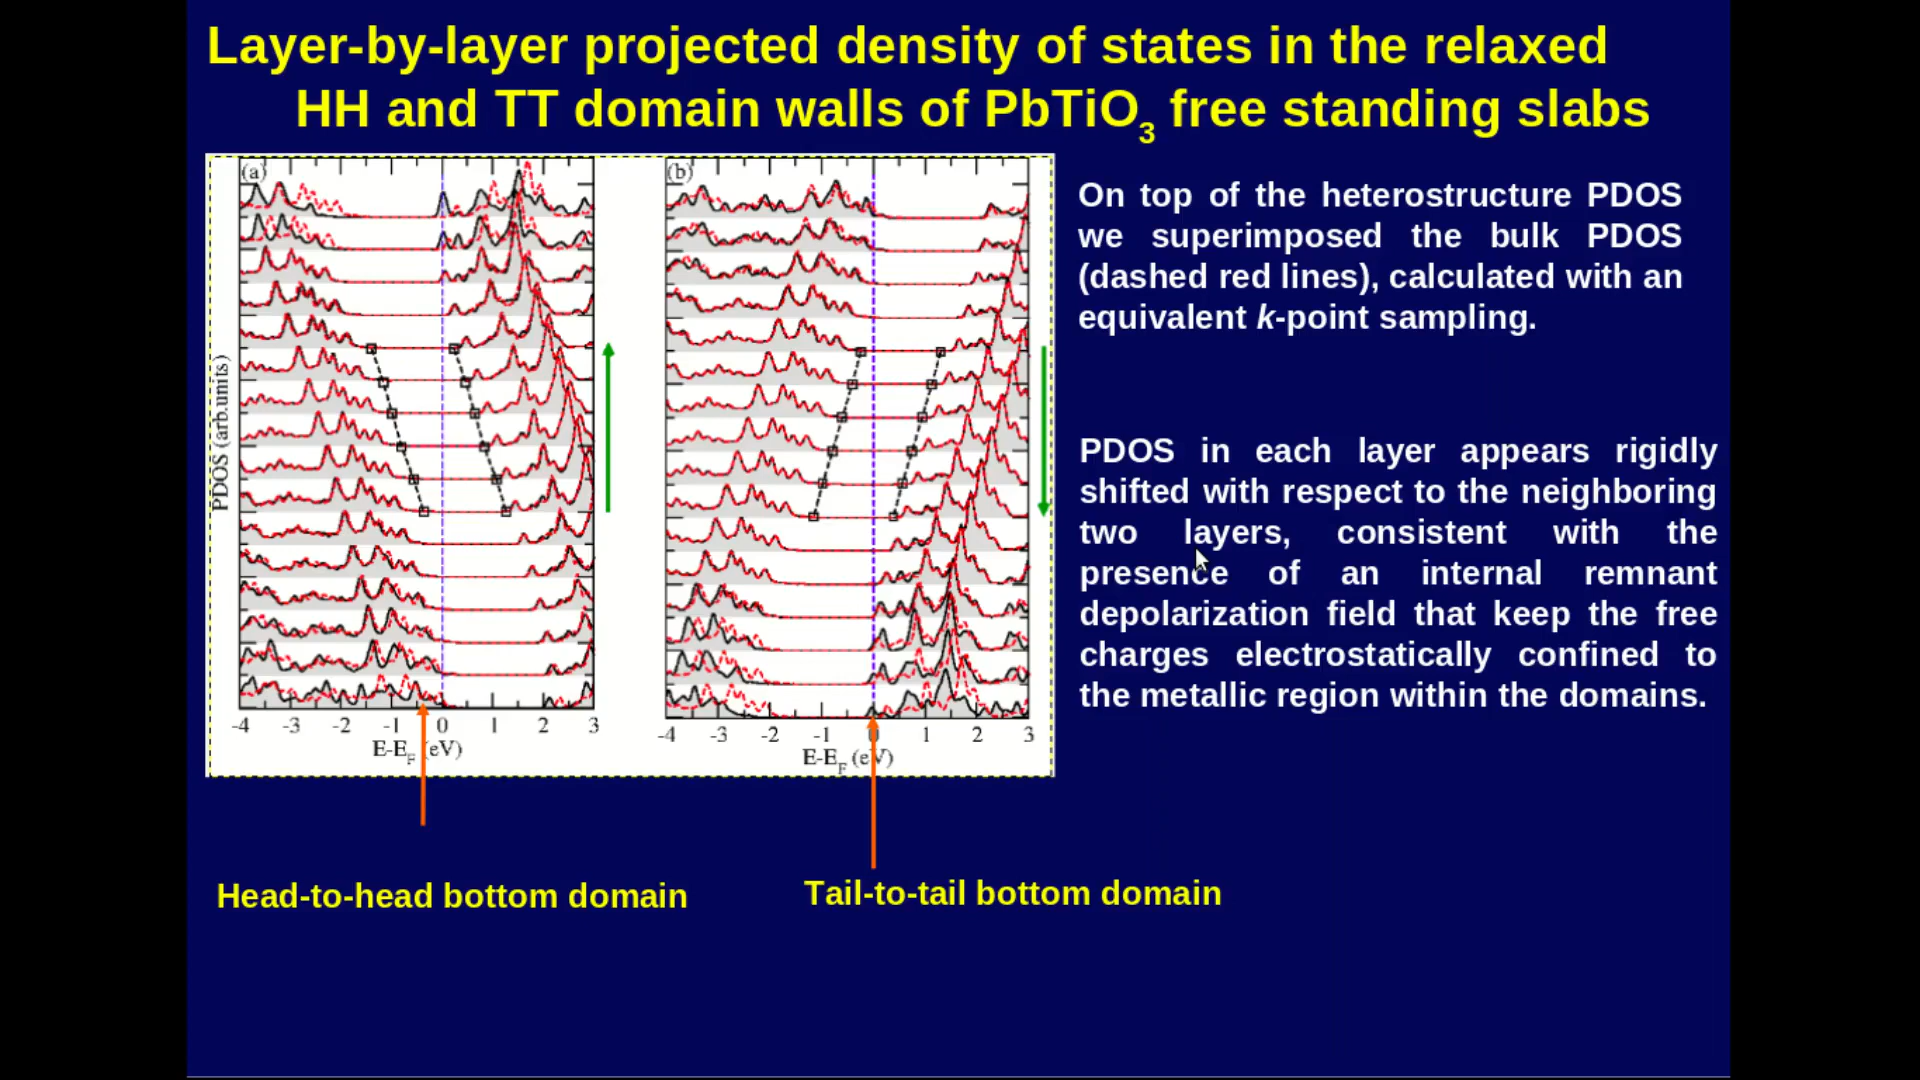 Layer-by-layer projected density of states in the relaxed
HH and TT domain walls of PbTiO3 free standing slabs
(a)
(b)
PDOS (arb.units)
-4 -3 -2 -1 0 1 2 3
E-EF (eV)
-4 -3 -2 -1 0 1 2 3
E-EF (eV)
On top of the heterostructure PDOS
we superimposed the bulk PDOS
(dashed red lines), calculated with an
equivalent k-point sampling.
PDOS in each layer appears rigidly
shifted with respect to the neighboring
two layers, consistent with the
presence of an internal remnant
depolarization field that keep the free
charges electrostatically confined to
the metallic region within the domains.
Head-to-head bottom domain
Tail-to-tail bottom domain